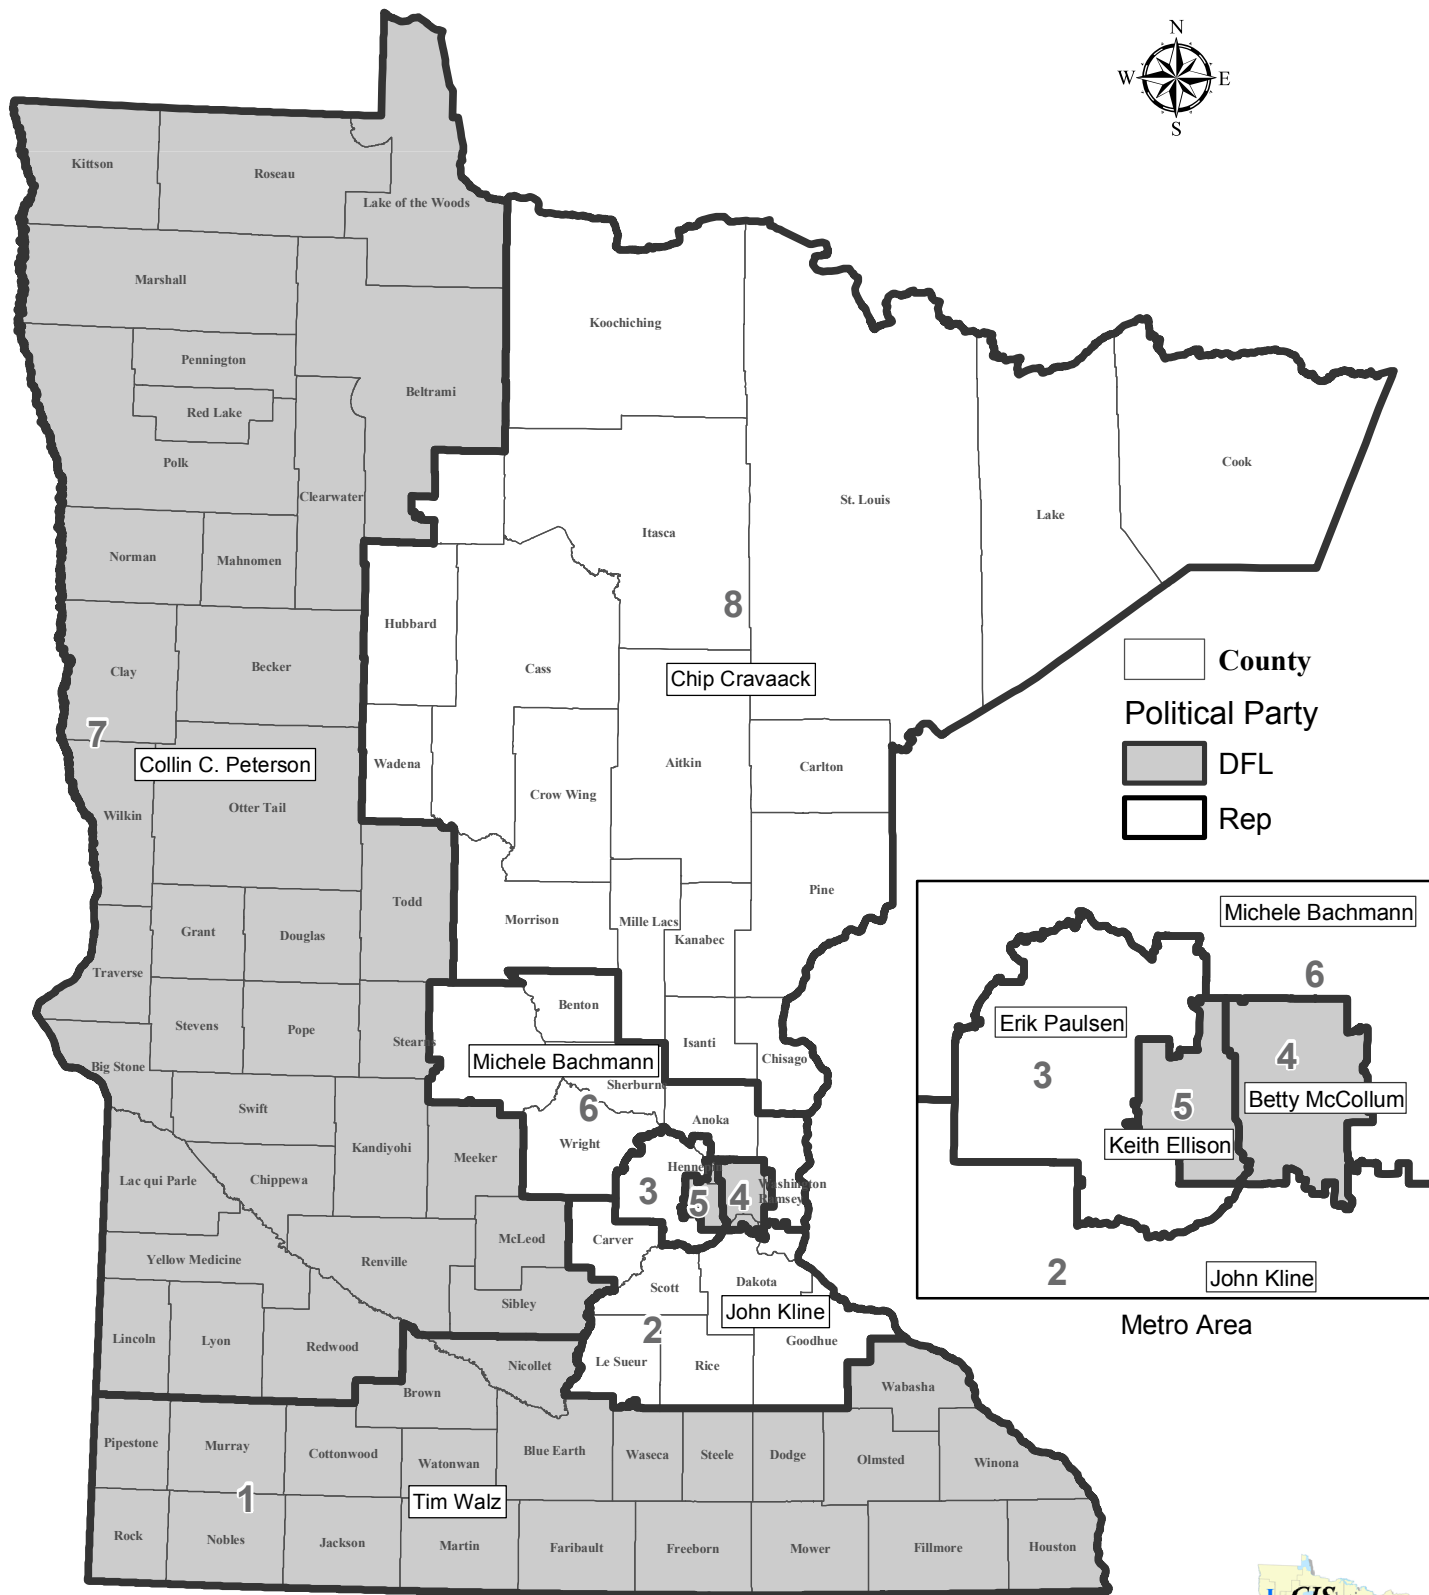 N
W E
S
Kittson
Roseau
Lake of the Woods
Marshall
Koochiching
Pennington
Beltrami
Red Lake
Polk
Clearwater
Cook
St. Louis
Lake
Itasca
Norman
Mahnomen
8
Hubbard
Clay
Becker
Cass
Chip Cravaack
County
Political Party
DFL
Rep
7
Collin C. Peterson
Wadena
Aitkin
Carlton
Crow Wing
Otter Tail
Wilkin
Todd
Pine
Morrison
Mille Lacs
Kanabec
Grant
Douglas
Traverse
Benton
Stevens
Pope
Stearns
Isanti
Chisago
Michele Bachmann
Big Stone
Sherburne
6
Swift
Anoka
Wright
Kandiyohi
Meeker
Hennepin
Lac qui Parle
Chippewa
Washington
Ramsey
3
5
4
McLeod
Carver
Yellow Medicine
Renville
Scott
Dakota
Sibley
John Kline
Lincoln
Lyon
Redwood
2
Goodhue
Le Sueur
Rice
Nicollet
Brown
Wabasha
Pipestone
Murray
Cottonwood
Watonwan
Blue Earth
Waseca
Steele
Dodge
Olmsted
Winona
1
Tim Walz
Rock
Nobles
Jackson
Martin
Faribault
Freeborn
Mower
Fillmore
Houston
Michele Bachmann
6
Erik Paulsen
3
4
5
Betty McCollum
Keith Ellison
2
John Kline
Metro Area
GIS